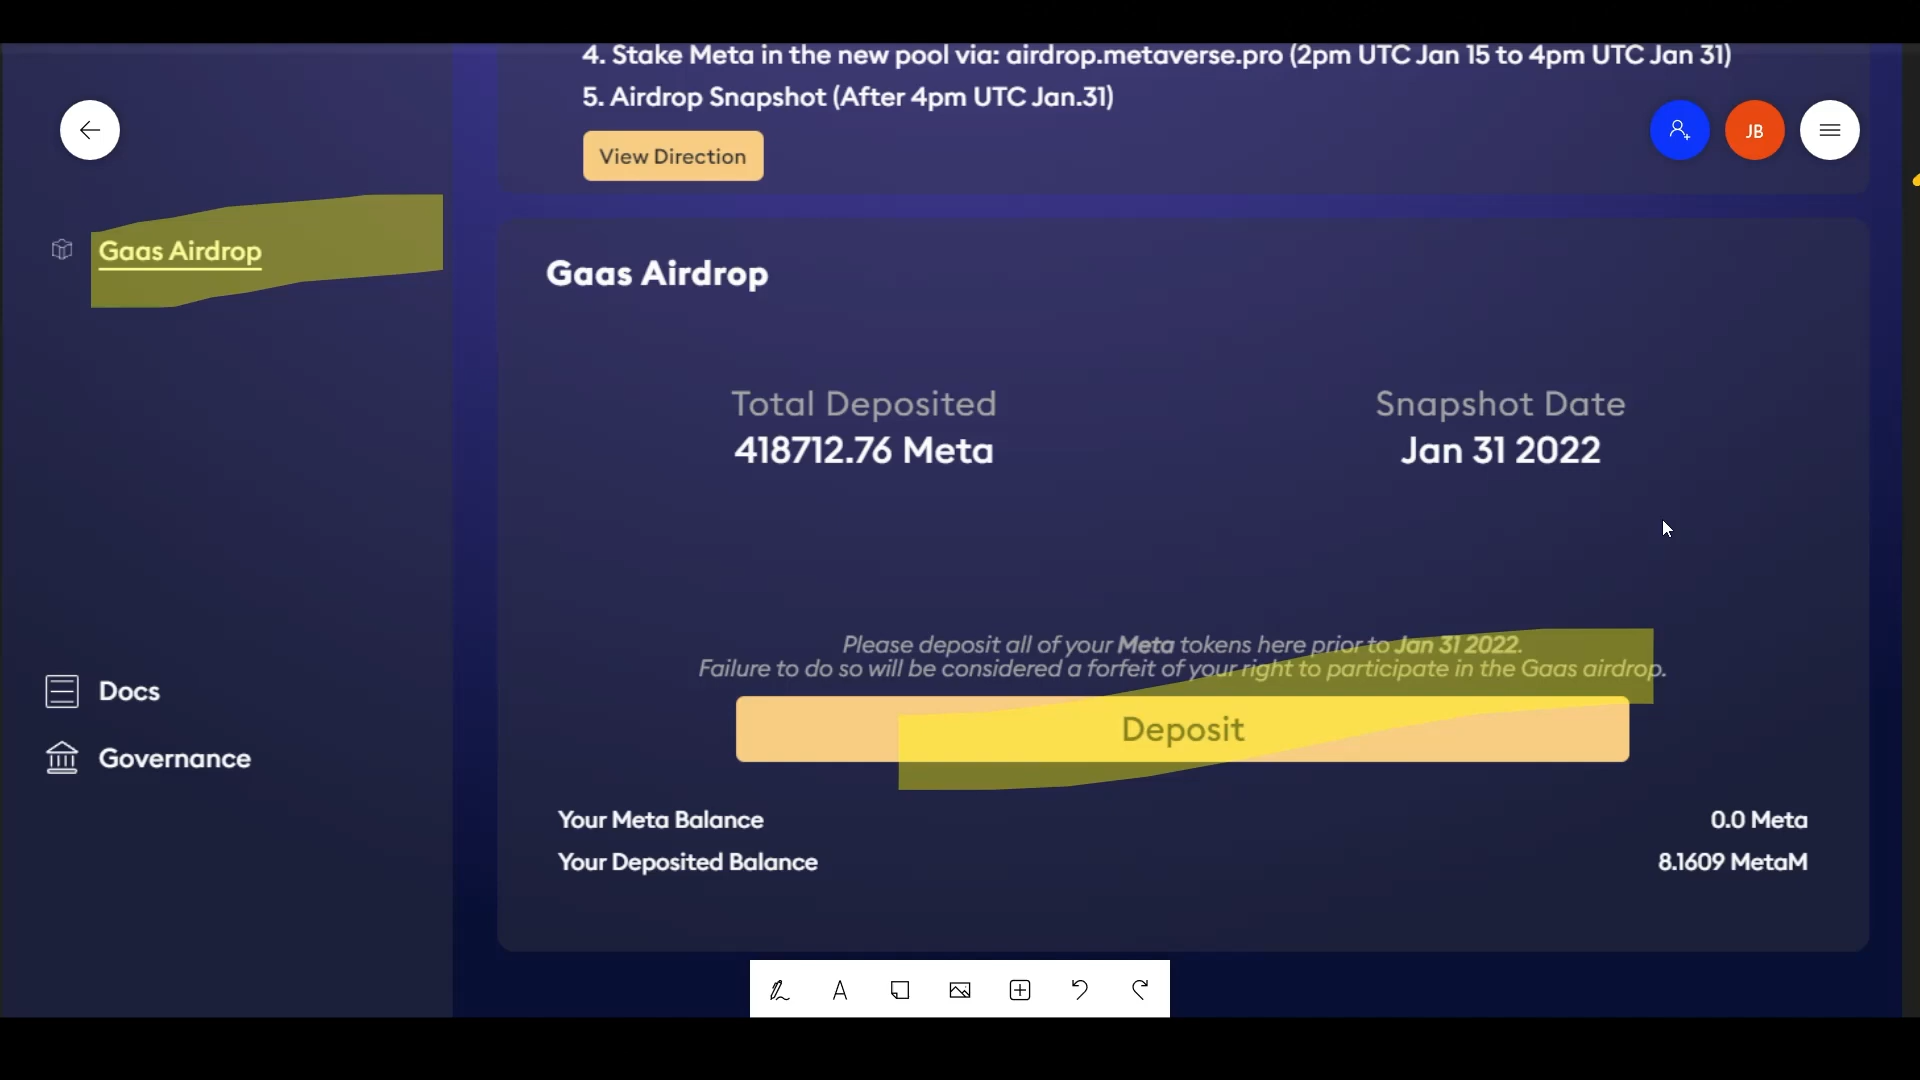 4. Stake Meta in the new pool via: airdrop.metaverse.pro (2pm UTC Jan 15 to 4pm UTC Jan 31)
5. Airdrop Snapshot (After 4pm UTC Jan.31)
View Direction
JB
Gaas Airdrop
Gaas Airdrop
Total Deposited
418712.76 Meta
Snapshot Date
Jan 31 2022
Please deposit all of your Meta tokens here prior to Jan 31 2022.
Failure to do so will be considered a forfeit of your right to participate in the Gaas airdrop.
Deposit
Docs
Governance
Your Meta Balance
0.0 Meta
Your Deposited Balance
8.1609 MetaM